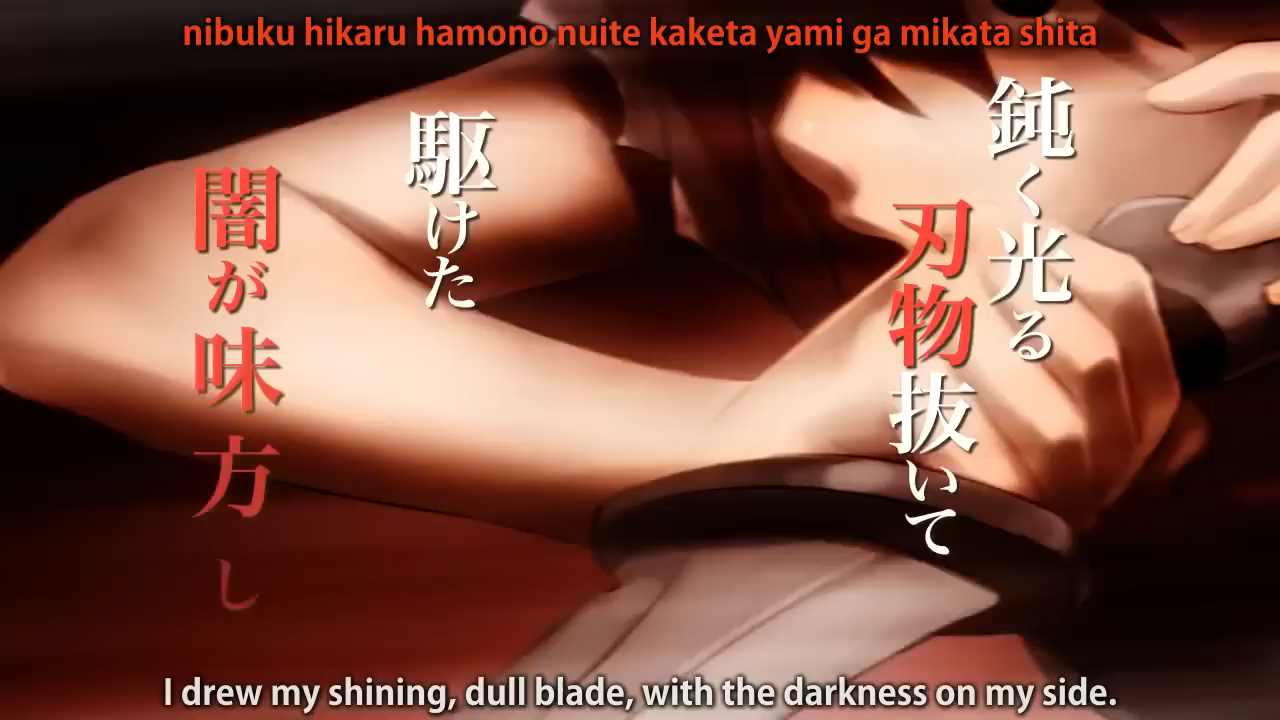 nibuku hikaru hamono nuite kaketa yami ga mikata shita
鈍く光る
刃物抜いて
駆けた
闇が味方し
I drew my shining, dull blade, with the darkness on my side.